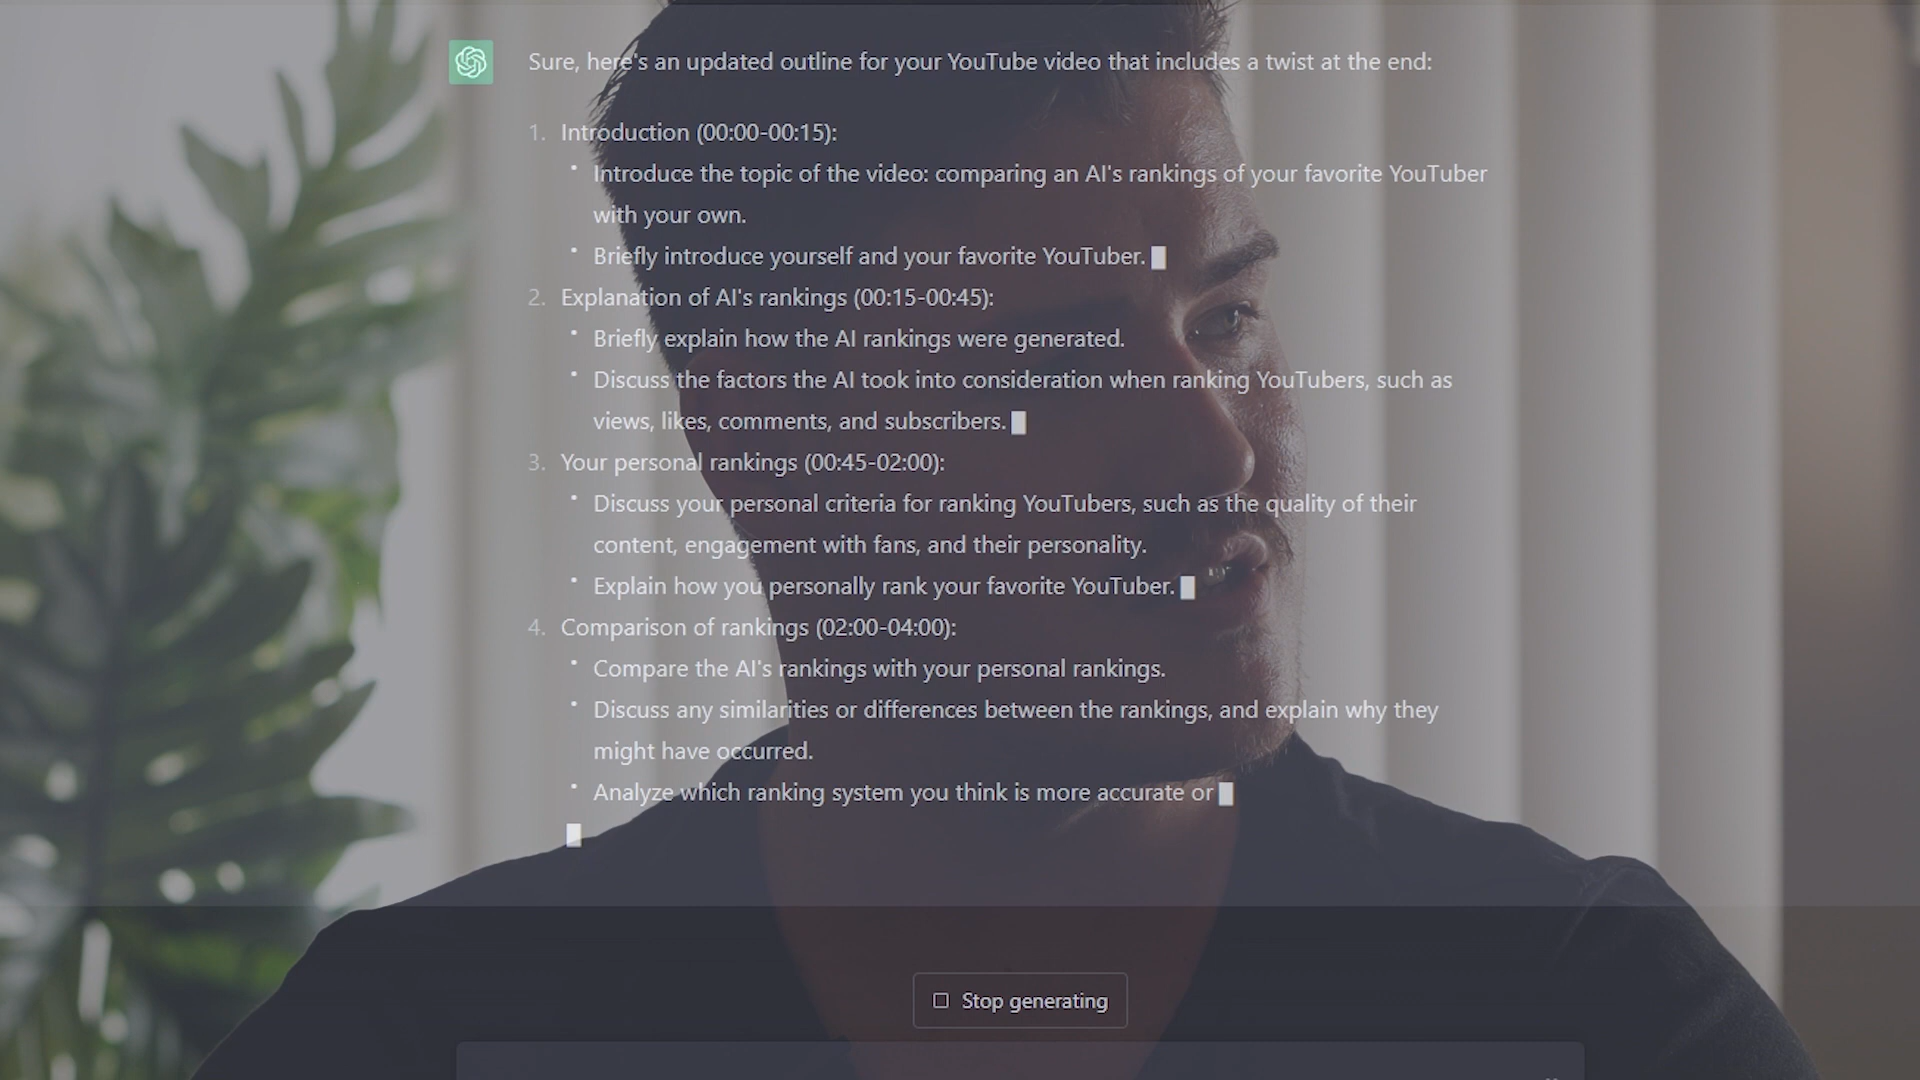 Sure, here's an updated outline for your YouTube video that includes a twist at the end:
1. Introduction (00:00-00:15):
• Introduce the topic of the video: comparing an AI's rankings of your favorite YouTuber
with your own.
• Briefly introduce yourself and your favorite YouTuber.
2. Explanation of AI's rankings (00:15-00:45):
• Briefly explain how the AI rankings were generated.
• Discuss the factors the AI took into consideration when ranking YouTubers, such as
views, likes, comments, and subscribers.
3. Your personal rankings (00:45-02:00):
• Discuss your personal criteria for ranking YouTubers, such as the quality of their
content, engagement with fans, and their personality.
• Explain how you personally rank your favorite YouTuber.
4. Comparison of rankings (02:00-04:00):
• Compare the AI's rankings with your personal rankings.
• Discuss any similarities or differences between the rankings, and explain why they
might have occurred.
• Analyze which ranking system you think is more accurate or
Stop generating